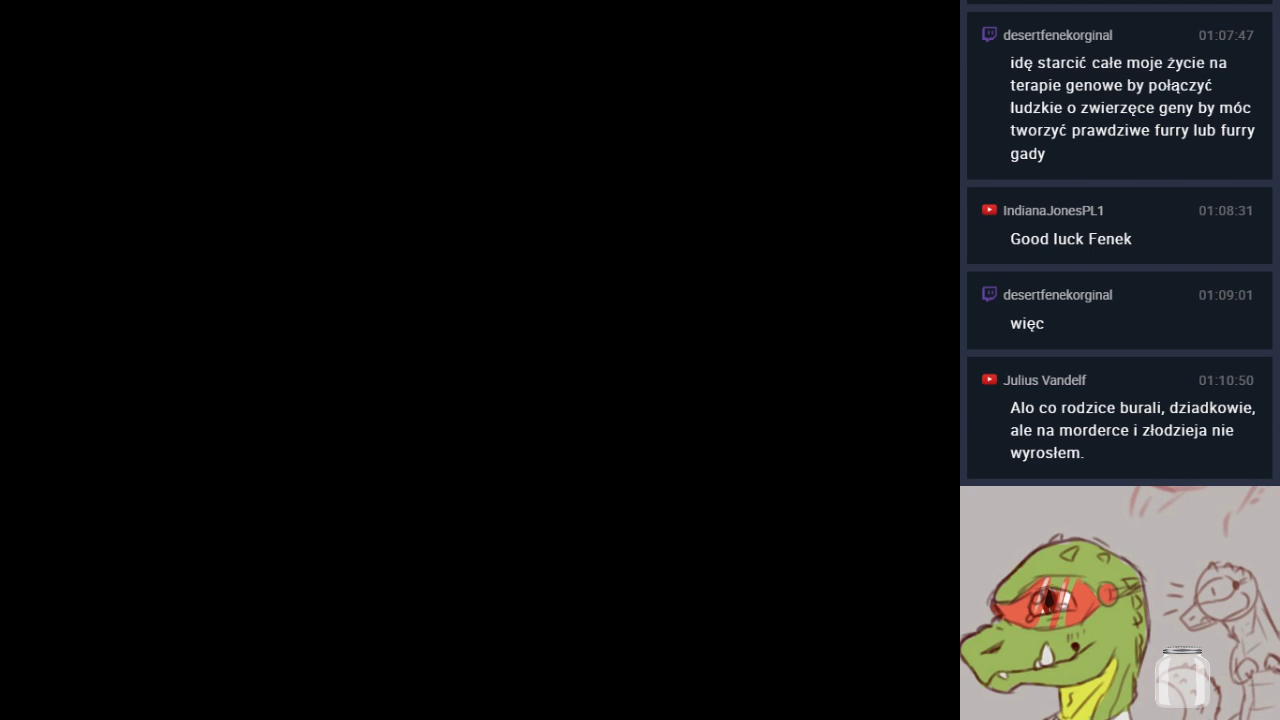 desertfenekorginal 01:07:47
idę starcić całe moje życie na
terapie genowe by połączyć
ludzkie o zwierzęce geny by móc
tworzyć prawdziwe furry lub furry
gady
IndianaJonesPL1 01:08:31
Good luck Fenek
desertfenekorginal 01:09:01
więc
Julius Vandelf 01:10:50
Alo co rodzice burali, dziadkowie,
ale na morderce i złodzieja nie
wyrosłem.